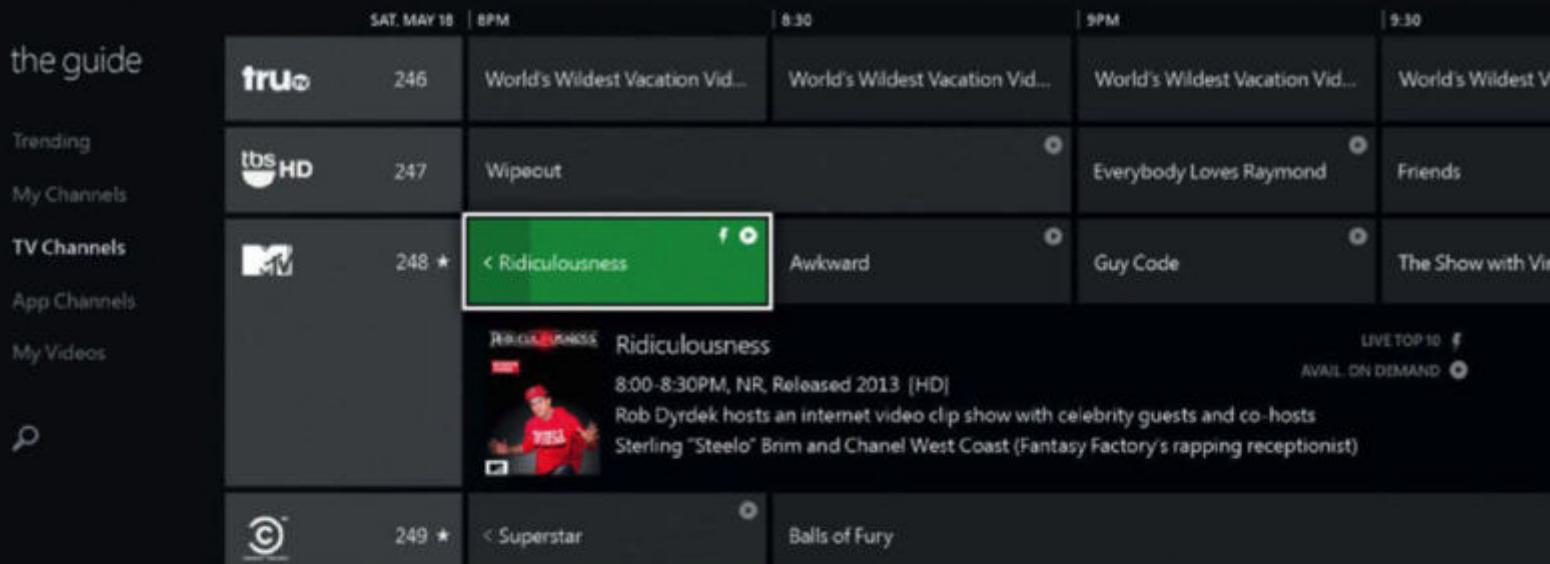 SAT. MAY 18 8PM 8:30 9PM 9:30
the guide
Trending
My Channels
TV Channels
App Channels
My Videos
tru TV 246 World's Wildest Vacation Vid... World's Wildest Vacation Vid... World's Wildest Vacation Vid... World's Wildest V
tbs HD 247 Wipeout Everybody Loves Raymond Friends
MTV 248 ★ < Ridiculousness Awkward Guy Code The Show with Vi
RIDICULOUSNESS
Ridiculousness
LIVE TOP 10
AVAIL. ON DEMAND
8:00-8:30PM, NR, Released 2013 [HD]
Rob Dyrdek hosts an internet video clip show with celebrity guests and co-hosts
Sterling "Steelo" Brim and Chanel West Coast (Fantasy Factory's rapping receptionist)
249 ★ < Superstar Balls of Fury